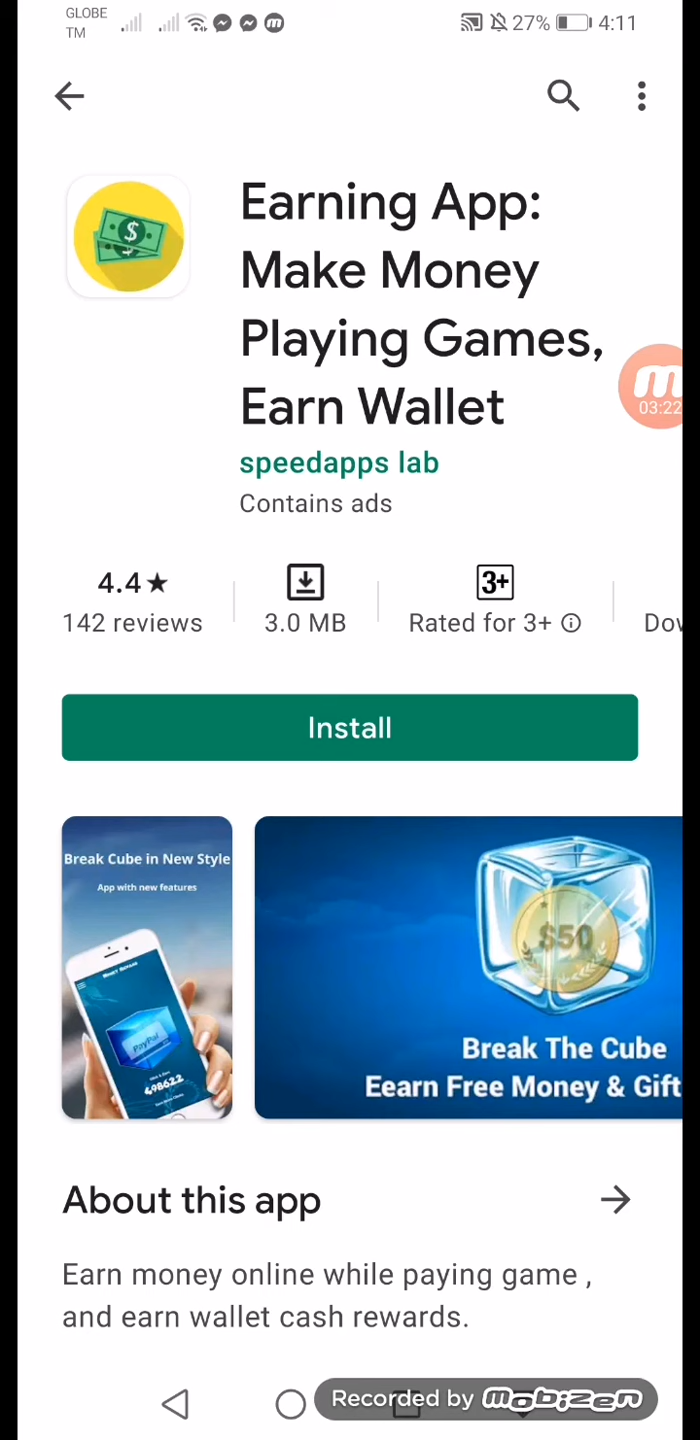 GLOBE
TM
27% 4:11
Earning App:
Make Money
Playing Games,
Earn Wallet
m
03:22
speedapps lab
Contains ads
4.4★
3+
142 reviews
3.0 MB
Rated for 3+
Dow
Install
Break Cube in New Style
App with new features
PayPal
498622
$50
Break The Cube
Eearn Free Money & Gift
About this app
Earn money online while paying game ,
and earn wallet cash rewards.
Recorded by mobizen